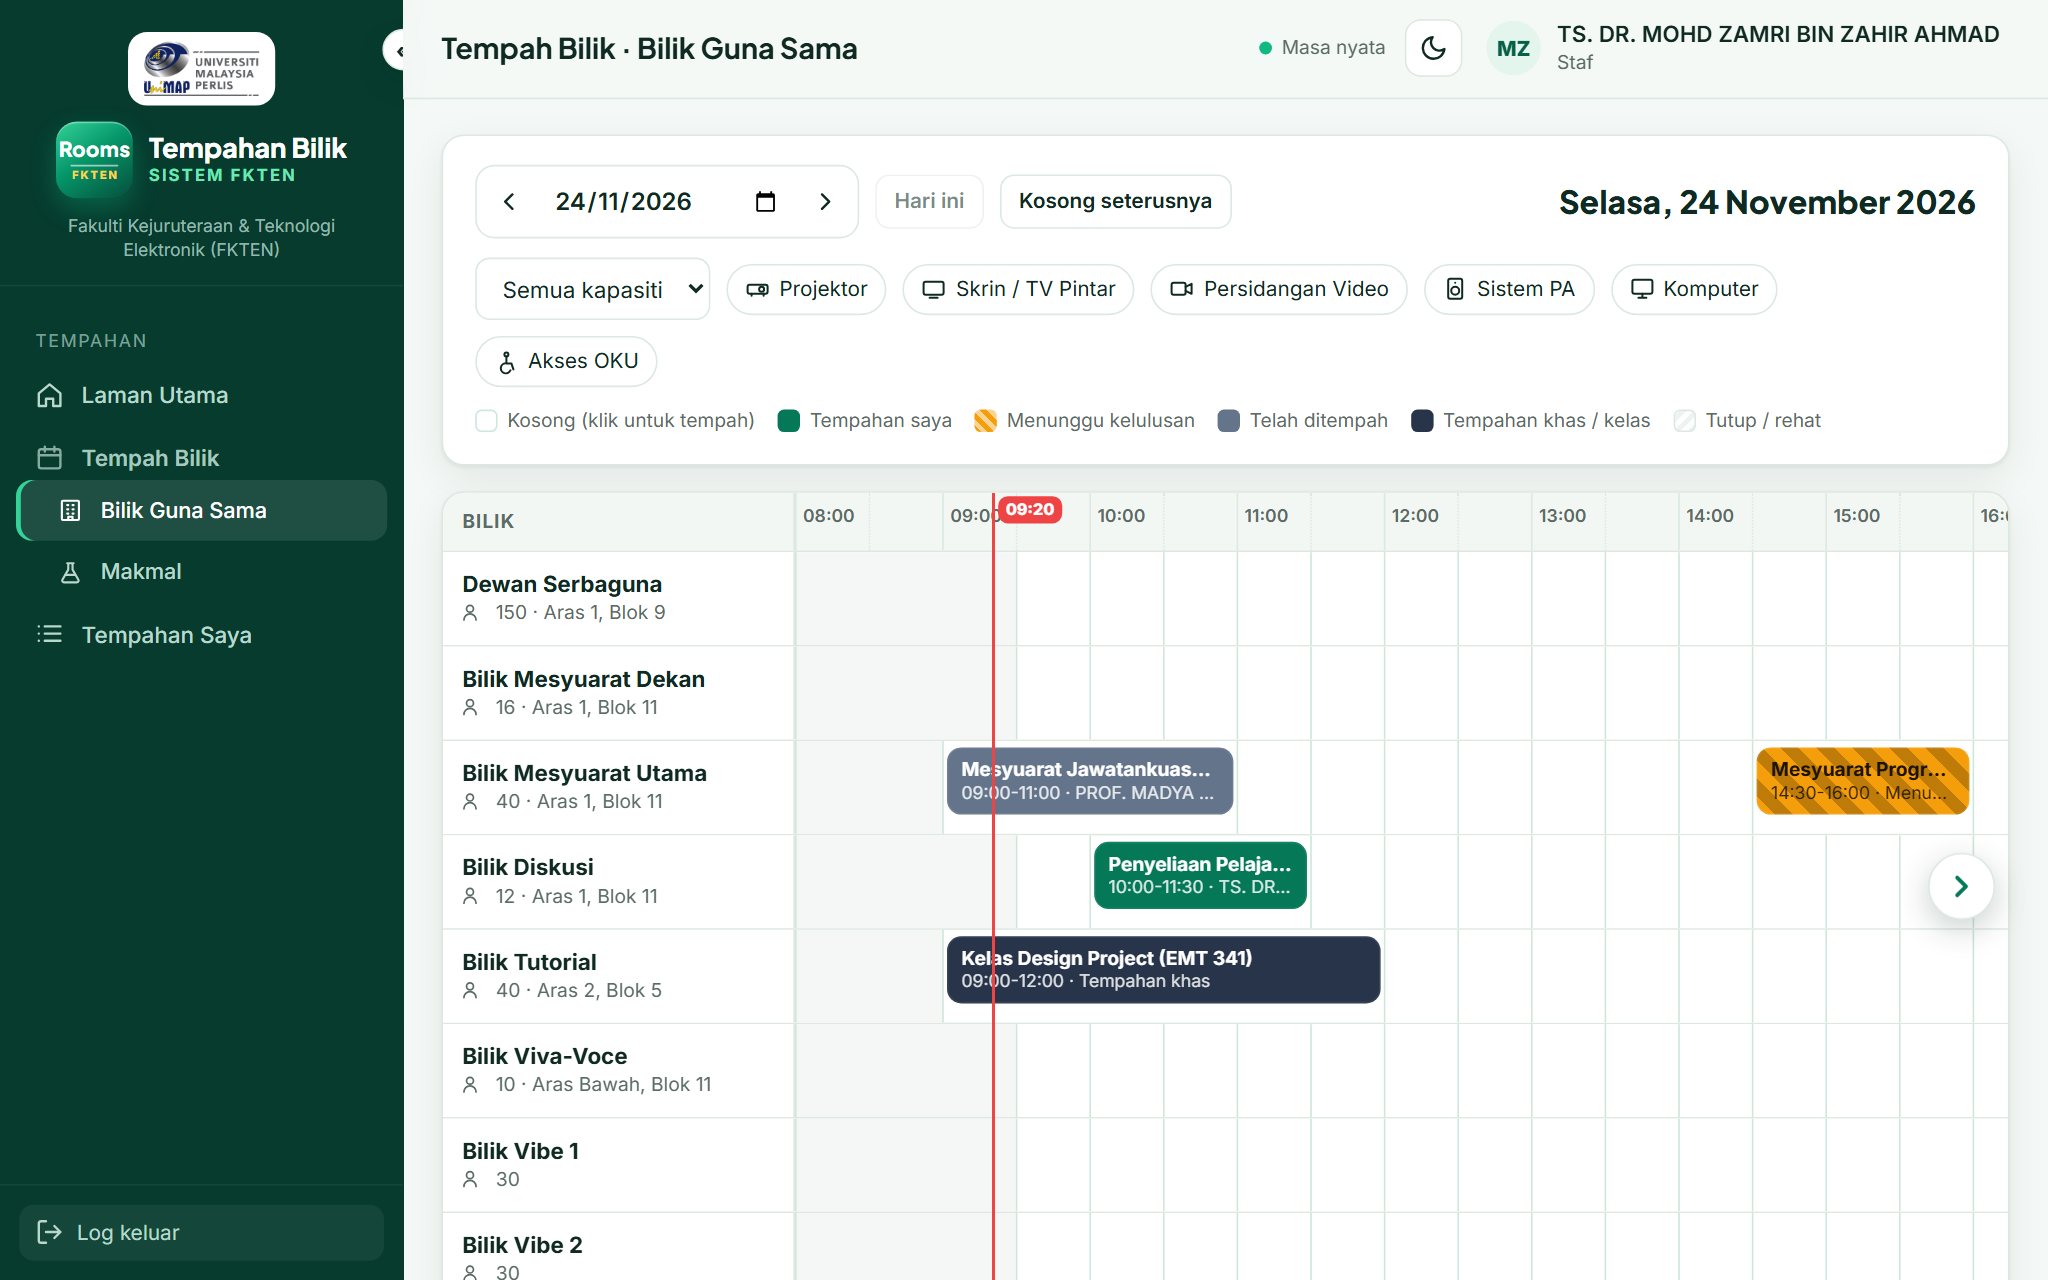 UNIVERSITI
MALAYSIA
PERLIS
UniMAP
Rooms
FKTEN
Tempahan Bilik
SISTEM FKTEN
Fakulti Kejuruteraan & Teknologi
Elektronik (FKTEN)
TEMPAHAN
Laman Utama
Tempah Bilik
Bilik Guna Sama
Makmal
Tempahan Saya
Log keluar
Tempah Bilik · Bilik Guna Sama
Masa nyata
MZ
TS. DR. MOHD ZAMRI BIN ZAHIR AHMAD
Staf
24/11/2026
Hari ini
Kosong seterusnya
Selasa, 24 November 2026
Semua kapasiti
Projektor
Skrin / TV Pintar
Persidangan Video
Sistem PA
Komputer
Akses OKU
Kosong (klik untuk tempah)
Tempahan saya
Menunggu kelulusan
Telah ditempah
Tempahan khas / kelas
Tutup / rehat
BILIK
08:00
09:00
09:20
10:00
11:00
12:00
13:00
14:00
15:00
Dewan Serbaguna
150 · Aras 1, Blok 9
Bilik Mesyuarat Dekan
16 · Aras 1, Blok 11
Bilik Mesyuarat Utama
40 · Aras 1, Blok 11
Mesyuarat Jawatankuas...
09:00-11:00 · PROF. MADYA ...
Mesyuarat Progr...
14:30-16:00 · Menu...
Bilik Diskusi
12 · Aras 1, Blok 11
Penyeliaan Pelaja...
10:00-11:30 · TS. DR...
Bilik Tutorial
40 · Aras 2, Blok 5
Kelas Design Project (EMT 341)
09:00-12:00 · Tempahan khas
Bilik Viva-Voce
10 · Aras Bawah, Blok 11
Bilik Vibe 1
30
Bilik Vibe 2
30